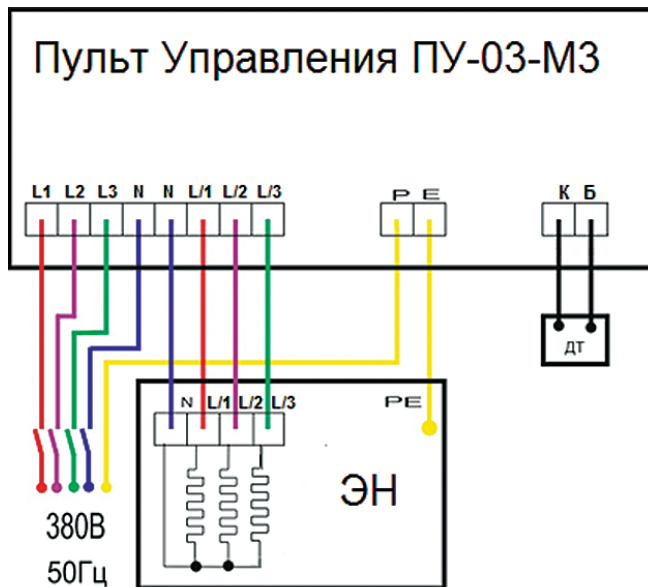 Пульт Управления ПУ-03-М3
L1 L2 L3 N N L/1 L/2 L/3 P E К Б
ДТ
N L/1 L/2 L/3 PE
ЭН
380В
50Гц